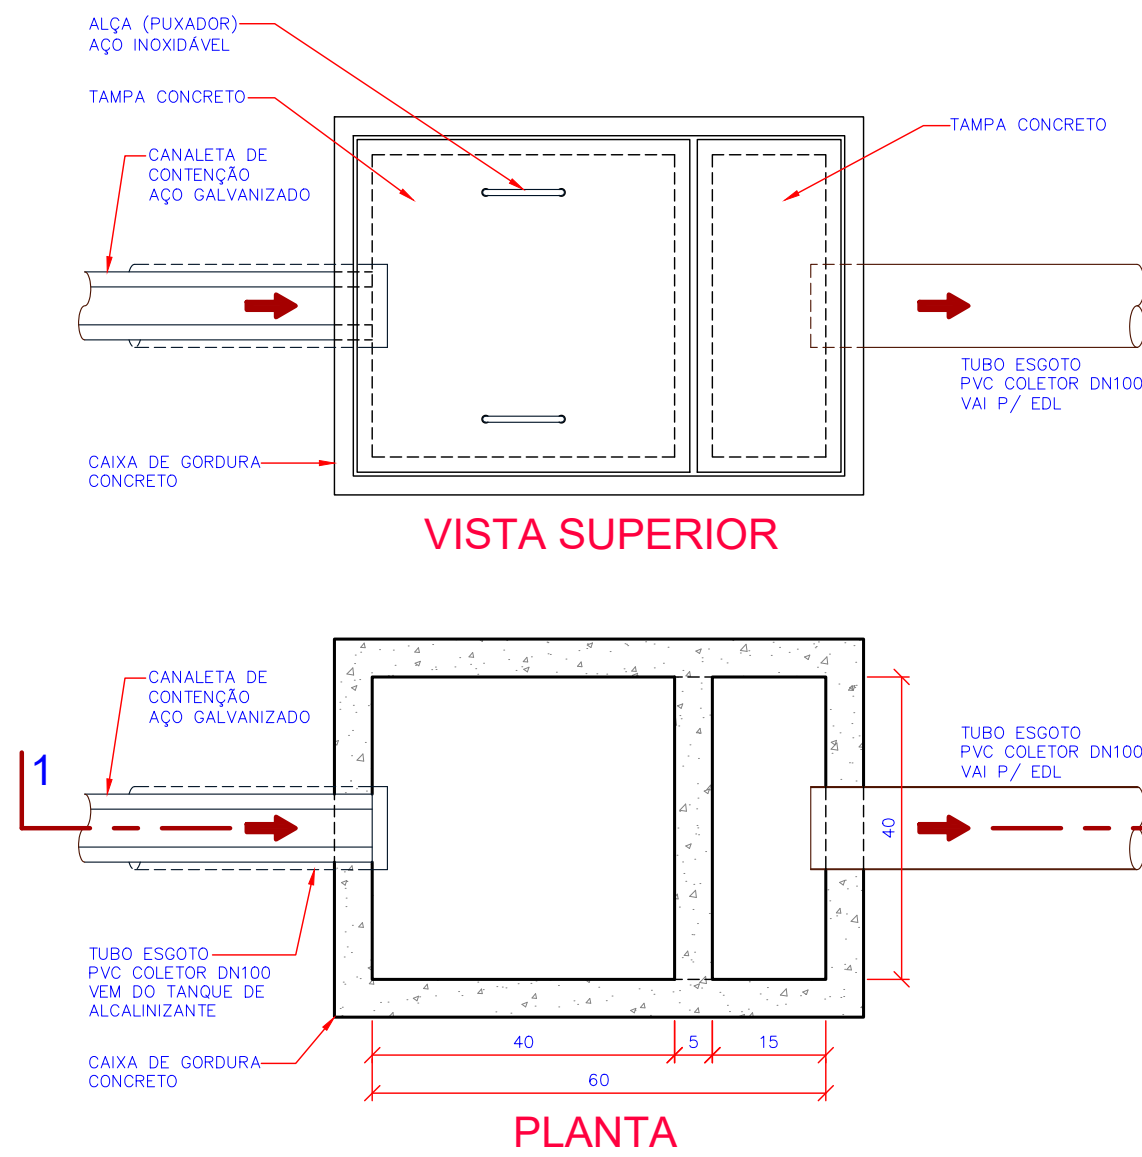 ALÇA (PUXADOR)
AÇO INOXIDÁVEL
TAMPA CONCRETO
TAMPA CONCRETO
CANALETA DE
CONTENÇÃO
AÇO GALVANIZADO
TUBO ESGOTO
PVC COLETOR DN100
VAI P/ EDL
CAIXA DE GORDURA
CONCRETO
VISTA SUPERIOR
CANALETA DE
CONTENÇÃO
AÇO GALVANIZADO
TUBO ESGOTO
PVC COLETOR DN100
VAI P/ EDL
1
40
TUBO ESGOTO
PVC COLETOR DN100
VEM DO TANQUE DE
ALCALINIZANTE
CAIXA DE GORDURA
CONCRETO
40
5
15
60
PLANTA